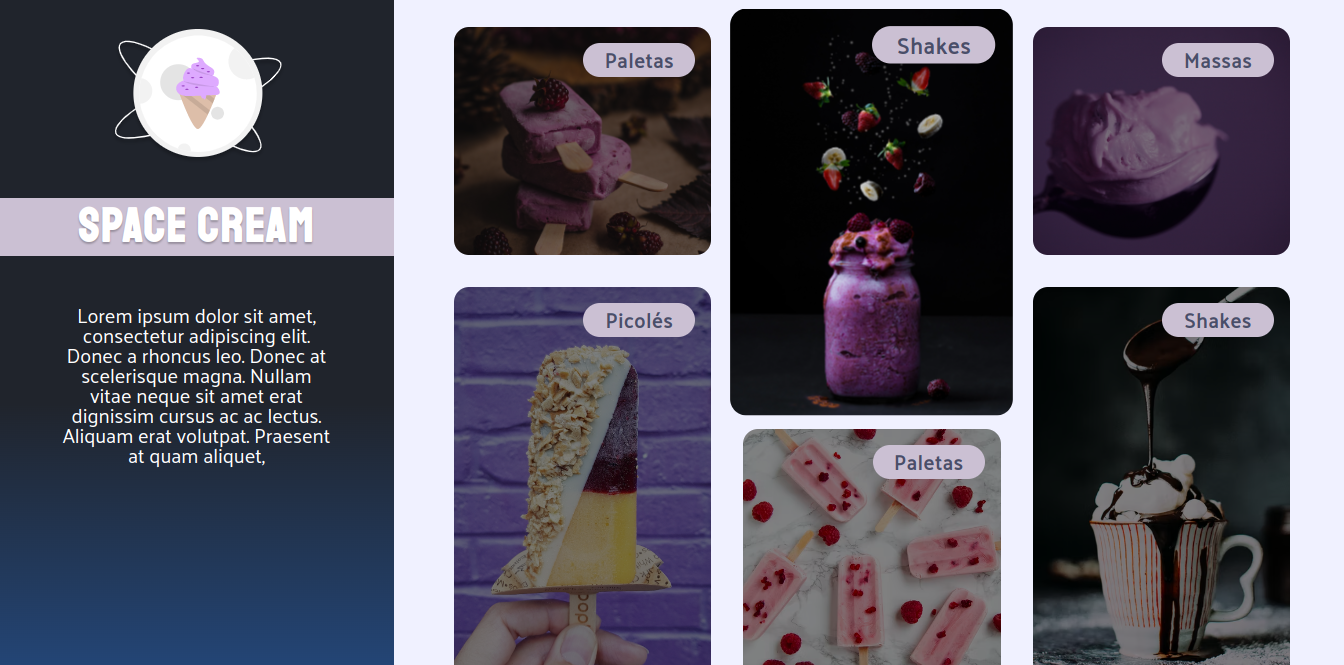 SPACE CREAM
Lorem ipsum dolor sit amet,
consectetur adipiscing elit.
Donec a rhoncus leo. Donec at
scelerisque magna. Nullam
vitae neque sit amet erat
dignissim cursus ac ac lectus.
Aliquam erat volutpat. Praesent
at quam aliquet,
Paletas
Shakes
Massas
Picolés
Shakes
Paletas